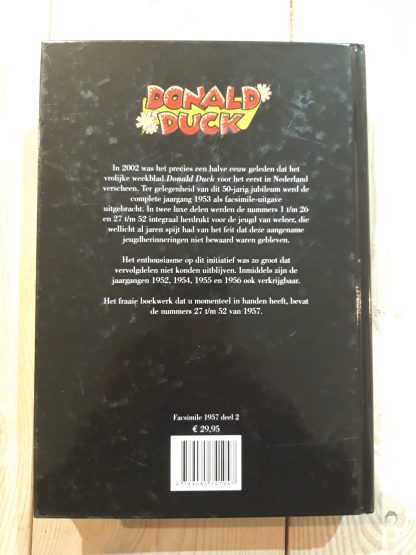 DONALD
DUCK
In 2002 was het precies een halve eeuw geleden dat het
vrolijke weekblad Donald Duck voor het eerst in Nederland
verscheen. Ter gelegenheid van dit 50-jarig jubileum werd de
complete jaargang 1953 als facsimile-uitgave
uitgebracht. In twee luxe delen werden de nummers 1 t/m 26
en 27 t/m 52 integraal herdrukt voor de jeugd van weleer, die
wellicht al jaren spijt had van het feit dat deze aangename
jeugdherinneringen niet bewaard waren gebleven.
Het enthousiasme op dit initiatief was zo groot dat
vervolgdelen niet konden uitblijven. Inmiddels zijn de
jaargangen 1952, 1954, 1955 en 1956 ook verkrijgbaar.
Het fraaie boekwerk dat u momenteel in handen heeft, bevat
de nummers 27 t/m 52 van 1957.
Facsimile 1957 deel 2
€ 29,95